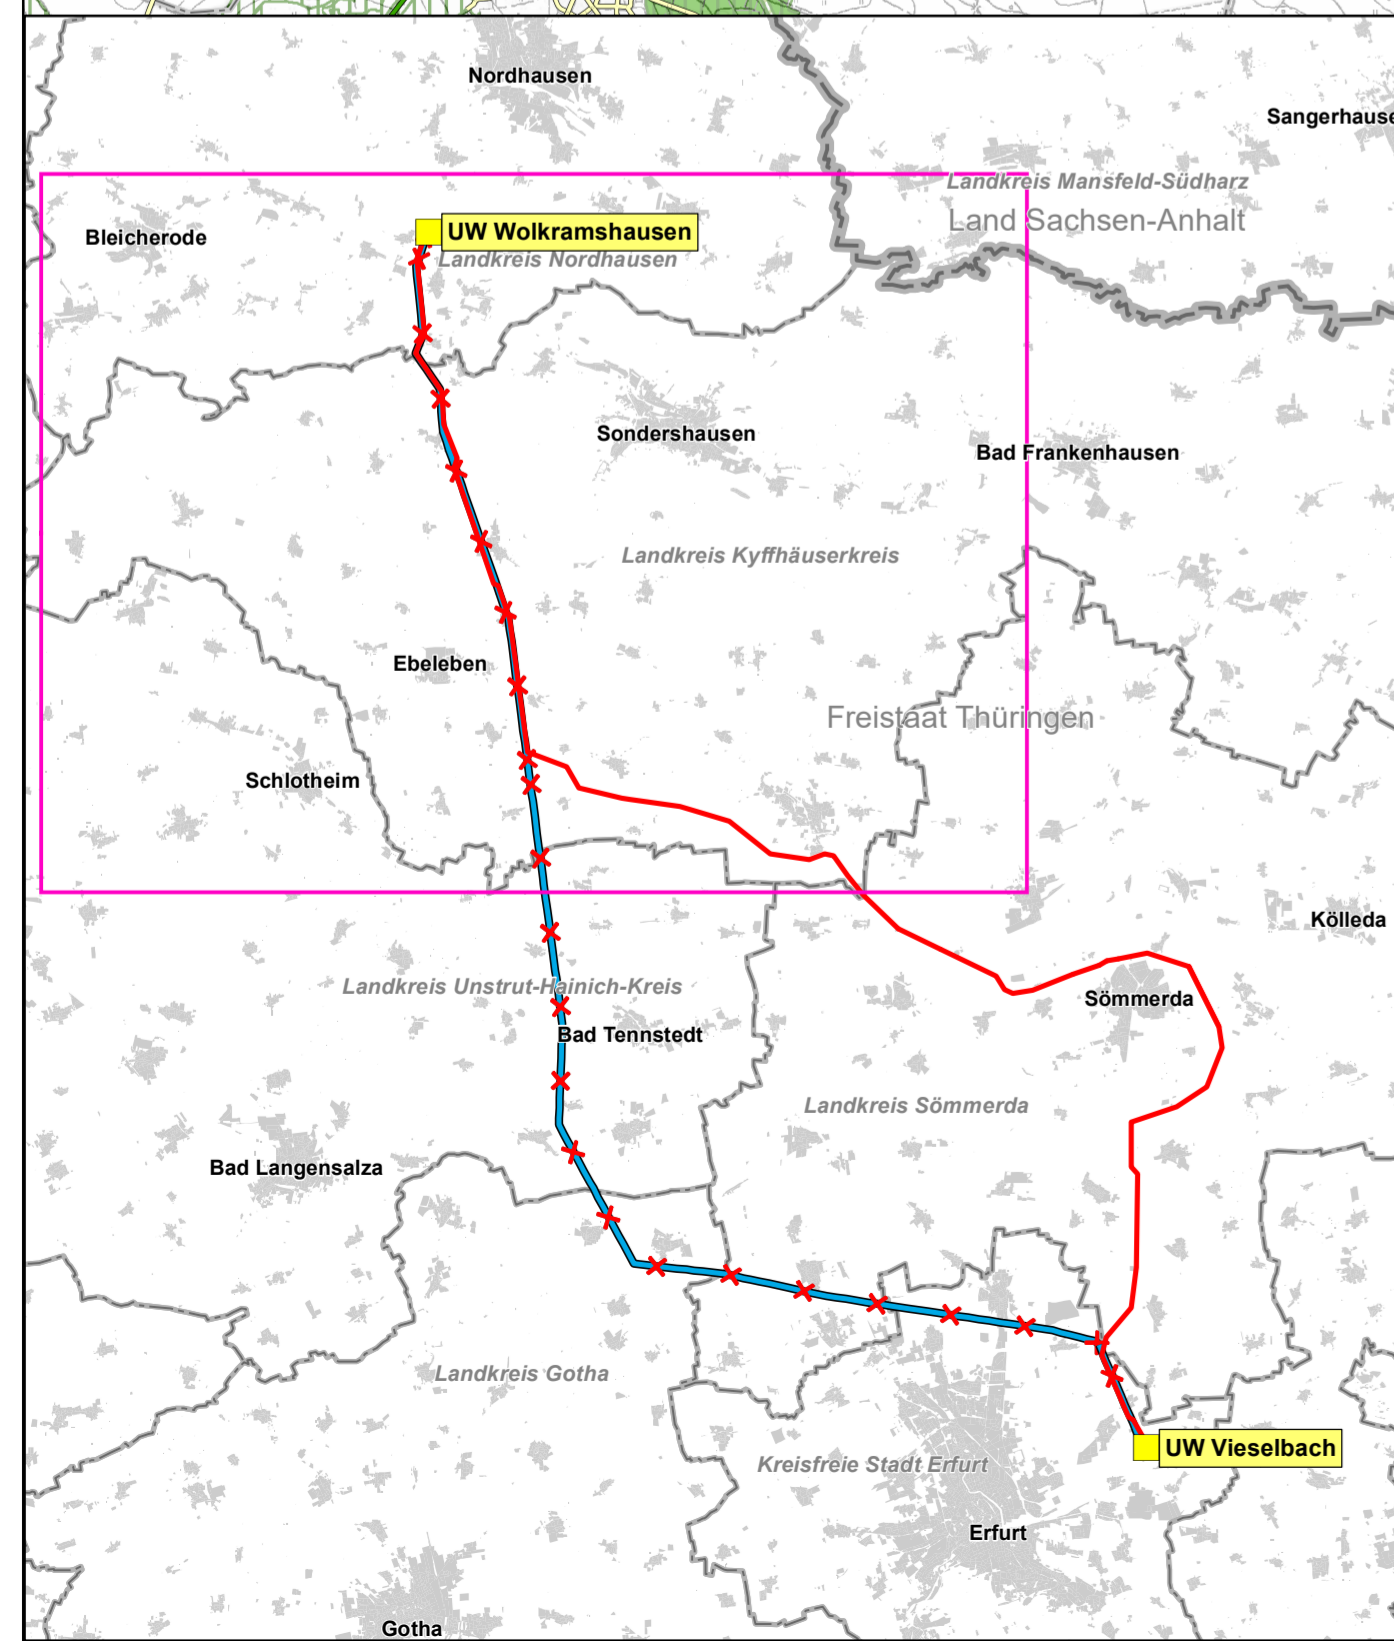 Nordhausen
Sangerhause
Landkreis Mansfeld-Südharz
Land Sachsen-Anhalt
UW Wolkramshausen
Bleicherode
Landkreis Nordhausen
Sondershausen
Bad Frankenhausen
Landkreis Kyffhäuserkreis
Ebeleben
Freistaat Thüringen
Schlotheim
Kölleda
Landkreis Unstrut-Hainich-Kreis
Sömmerda
Bad Tennstedt
Landkreis Sömmerda
Bad Langensalza
Landkreis Gotha
UW Vieselbach
Kreisfreie Stadt Erfurt
Erfurt
Gotha